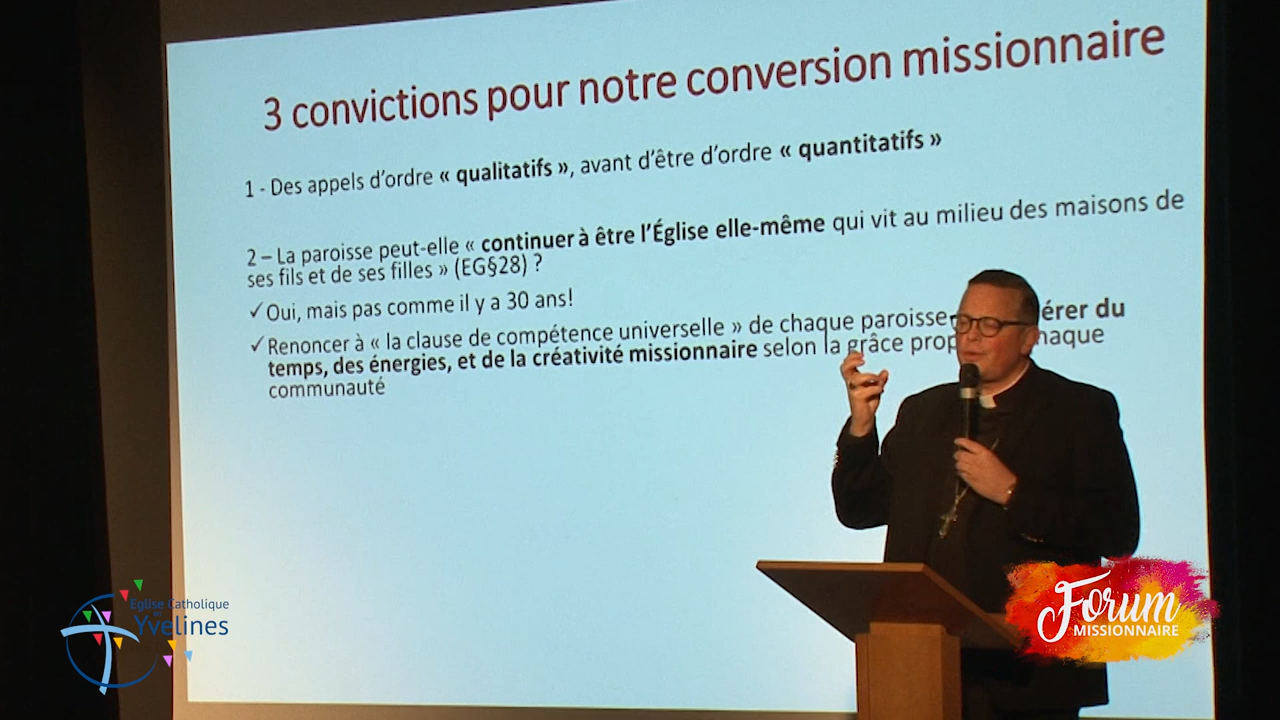 3 convictions pour notre conversion missionnaire
1 - Des appels d'ordre « qualitatifs », avant d'être d'ordre « quantitatifs »
2 – La paroisse peut-elle « continuer à être l'Église elle-même qui vit au milieu des maisons de
ses fils et de ses filles » (EG§28) ?
✓ Oui, mais pas comme il y a 30 ans!
✓ Renoncer à « la clause de compétence universelle » de chaque paroisse du
temps, des énergies, et de la créativité missionnaire selon la grâce
communauté
Eglise Catholique
en
Yvelines
Forum
MISSIONNAIRE